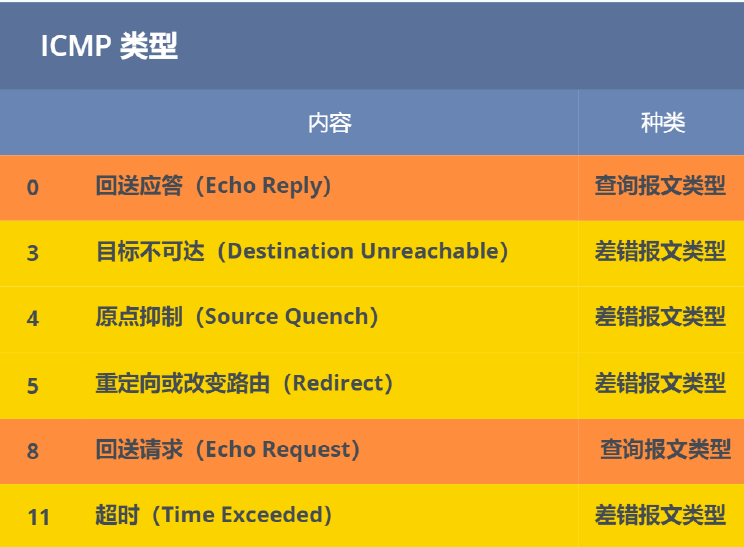 ICMP 类型
内容 种类
0 回送应答（Echo Reply） 查询报文类型
3 目标不可达（Destination Unreachable） 差错报文类型
4 原点抑制（Source Quench） 差错报文类型
5 重定向或改变路由（Redirect） 差错报文类型
8 回送请求（Echo Request） 查询报文类型
11 超时（Time Exceeded） 差错报文类型